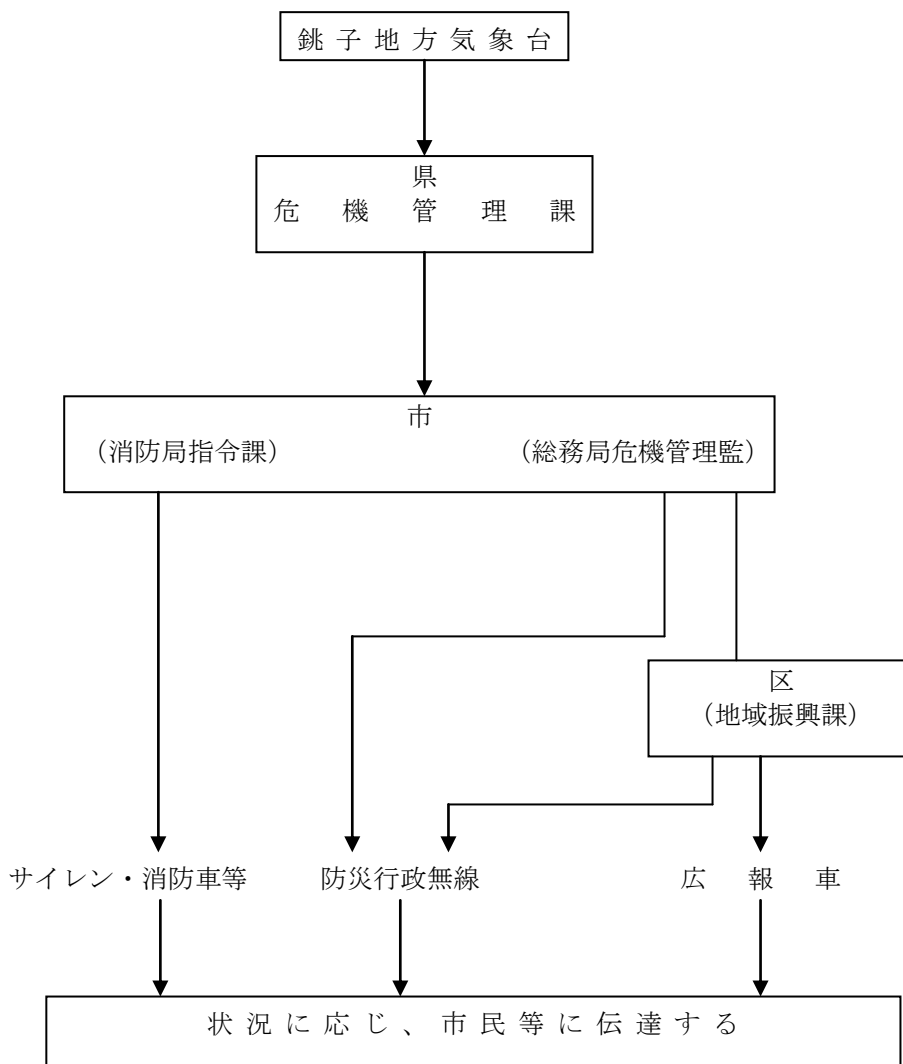 銚子地方気象台
県
危機管理課
市
（消防局指令課）　（総務局危機管理監）
区
（地域振興課）
サイレン・消防車等　防災行政無線　広報車
状況に応じ、市民等に伝達する